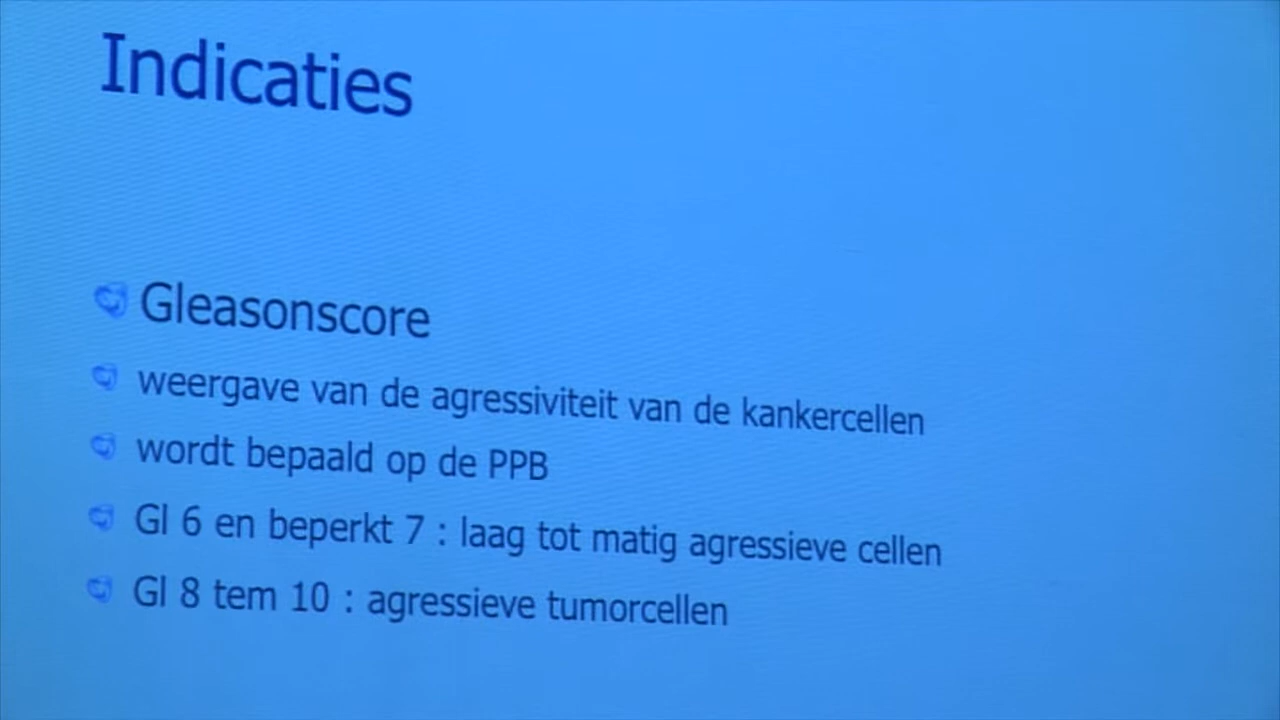 Indicaties
Gleasonscore
weergave van de agressiviteit van de kankercellen
wordt bepaald op de PPB
Gl 6 en beperkt 7 : laag tot matig agressieve cellen
Gl 8 tem 10 : agressieve tumorcellen